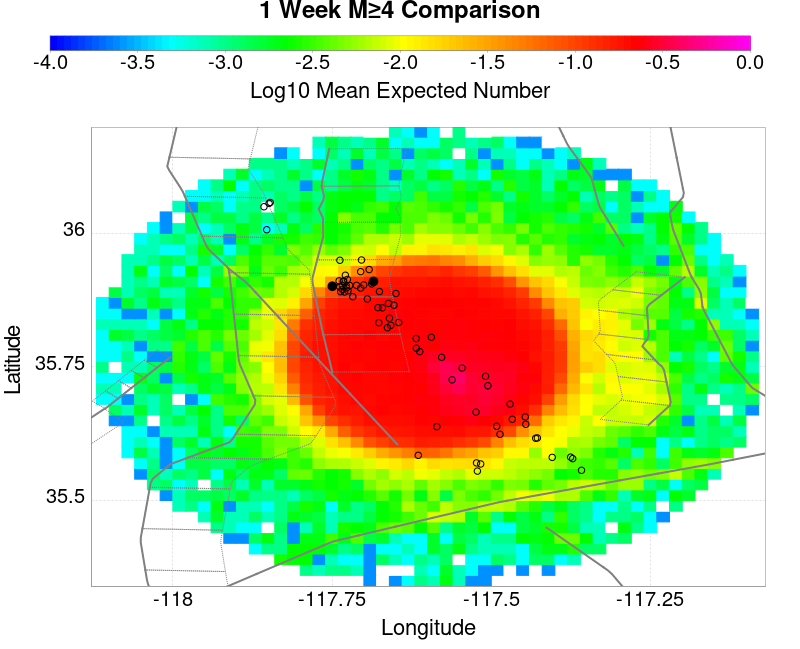 1 Week M≥4 Comparison
-4.0 -3.5 -3.0 -2.5 -2.0 -1.5 -1.0 -0.5 0.0
Log10 Mean Expected Number
36
35.75
35.5
Latitude
-118 -117.75 -117.5 -117.25
Longitude